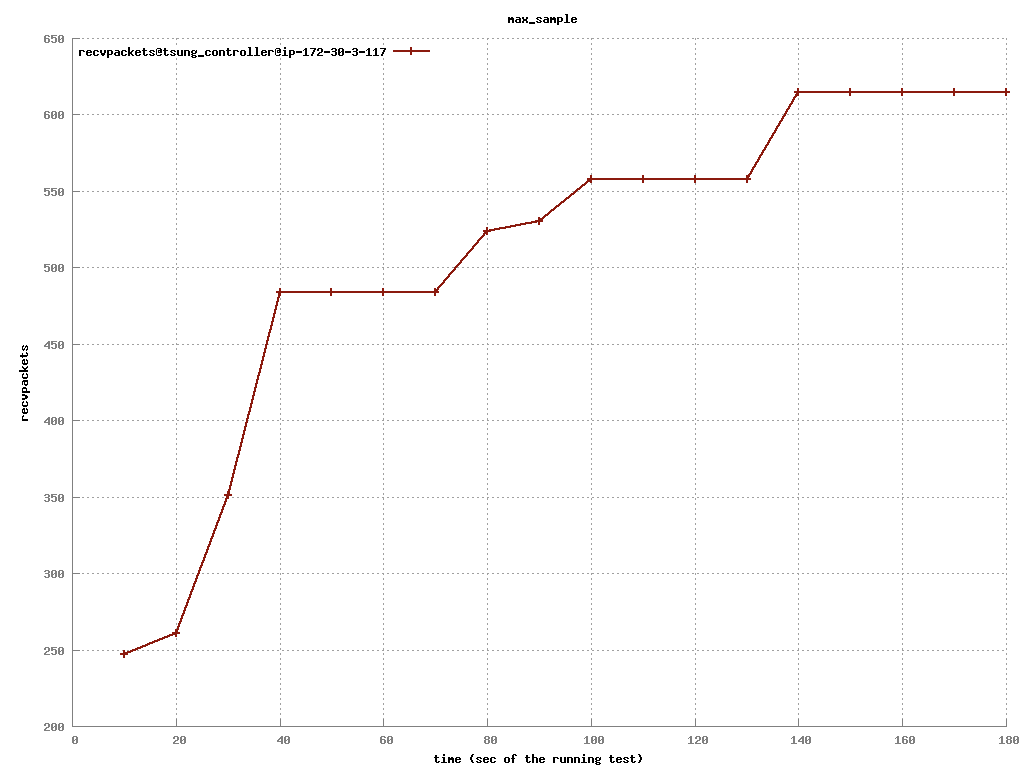 max_sample
recvpackets@tsung_controller@ip-172-30-3-117
650
600
550
500
450
400
350
300
250
200
recvpackets
0 20 40 60 80 100 120 140 160 180
time (sec of the running test)